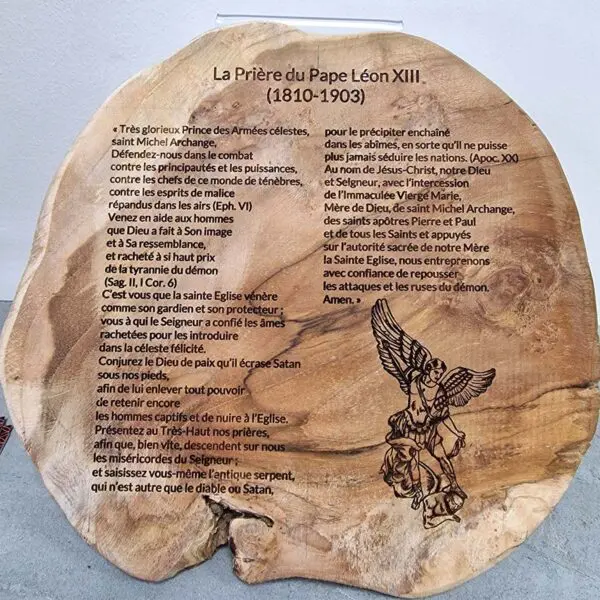 La Prière du Pape Léon XIII
(1810-1903)
« Très glorieux Prince des Armées célestes,
saint Michel Archange,
Défendez-nous dans le combat
contre les principautés et les puissances,
contre les chefs de ce monde de ténèbres,
contre les esprits de malice
répandus dans les airs (Eph. VI)
Venez en aide aux hommes
que Dieu a fait à Son image
et à Sa ressemblance,
et racheté à si haut prix
de la tyrannie du démon
(Sag. II, I Cor. 6)
C'est vous que la sainte Eglise vénère
comme son gardien et son protecteur ;
vous à qui le Seigneur a confié les âmes
rachetées pour les introduire
dans la céleste félicité.
Conjurez le Dieu de paix qu'il écrase Satan
sous nos pieds,
afin de lui enlever tout pouvoir
de retenir encore
les hommes captifs et de nuire à l'Eglise.
Présentez au Très-Haut nos prières,
afin que, bien vite, descendent sur nous
les miséricordes du Seigneur ;
et saisissez vous-même l'antique serpent,
qui n'est autre que le diable ou Satan,
pour le précipiter enchaîné
dans les abîmes, en sorte qu'il ne puisse
plus jamais séduire les nations. (Apoc. XX)
Au nom de Jésus-Christ, notre Dieu
et Seigneur, avec l'intercession
de l'Immaculée Vierge Marie,
Mère de Dieu, de saint Michel Archange,
des saints apôtres Pierre et Paul
et de tous les Saints et appuyés
sur l'autorité sacrée de notre Mère
la Sainte Eglise, nous entreprenons
avec confiance de repousser
les attaques et les ruses du démon.
Amen. »